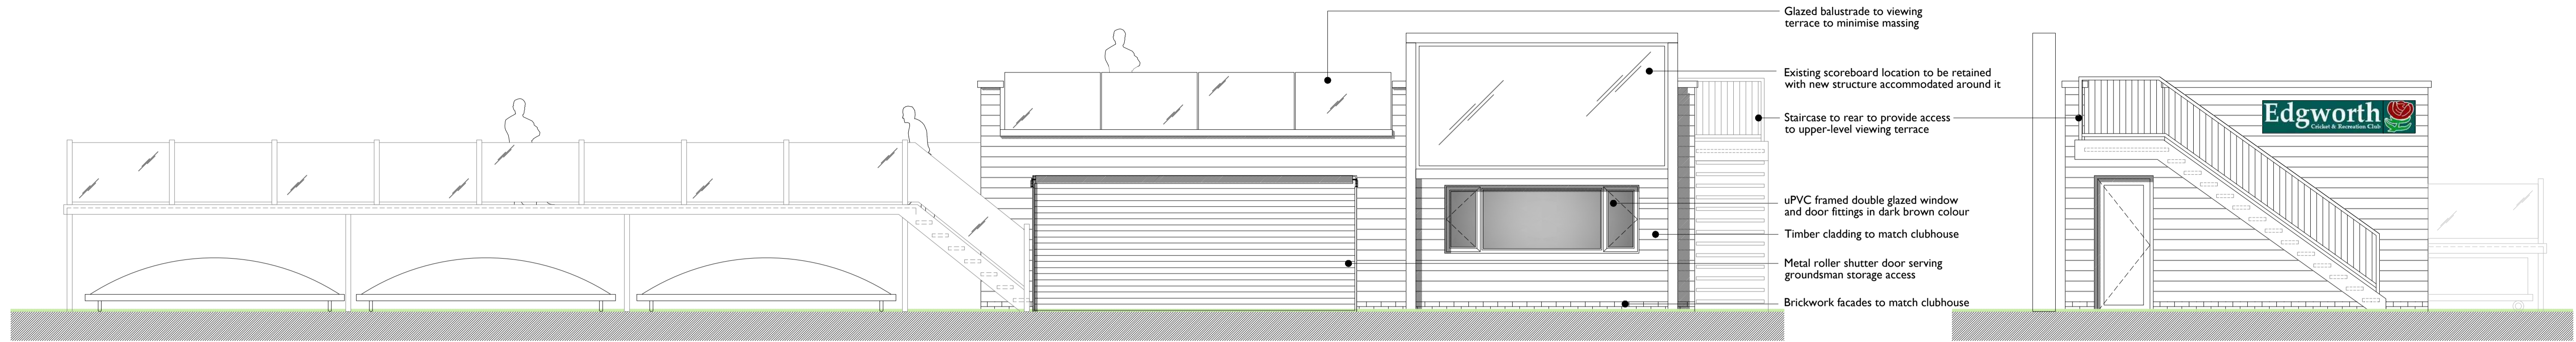 Glazed balustrade to viewing
terrace to minimise massing
Existing scoreboard location to be retained
with new structure accommodated around it
Staircase to rear to provide access
to upper-level viewing terrace
uPVC framed double glazed window
and door fittings in dark brown colour
Timber cladding to match clubhouse
Metal roller shutter door serving
groundsman storage access
Brickwork facades to match clubhouse
Edgworth
Cricket & Recreation Club